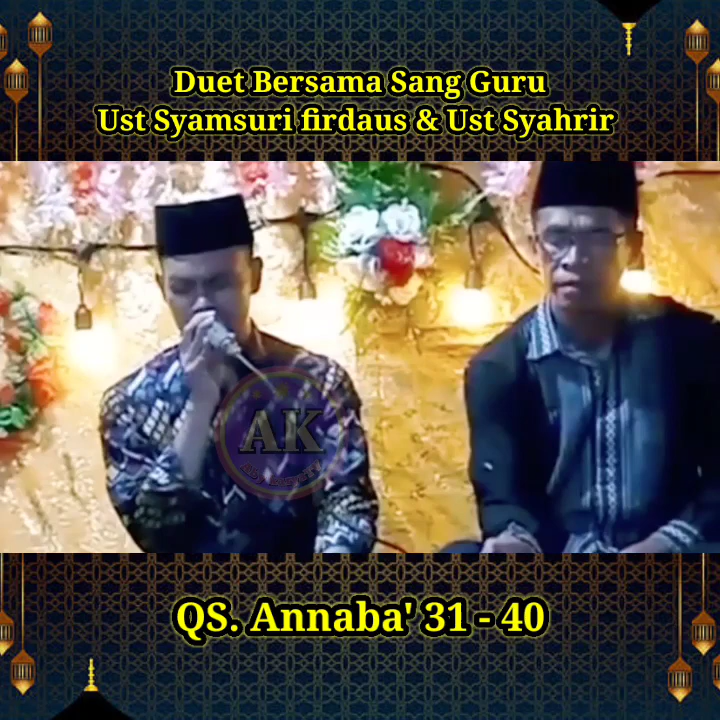 Duet Bersama Sang Guru
Ust Syamsuri firdaus & Ust Syahrir
AK
QS. Annaba' 31 - 40